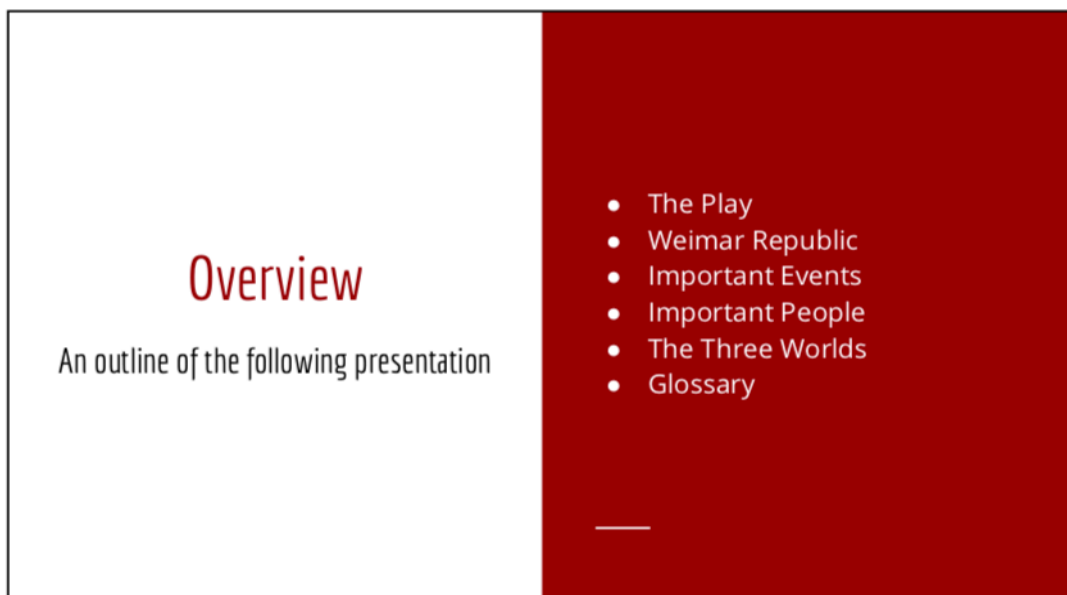 Overview
An outline of the following presentation
● The Play
● Weimar Republic
● Important Events
● Important People
● The Three Worlds
● Glossary